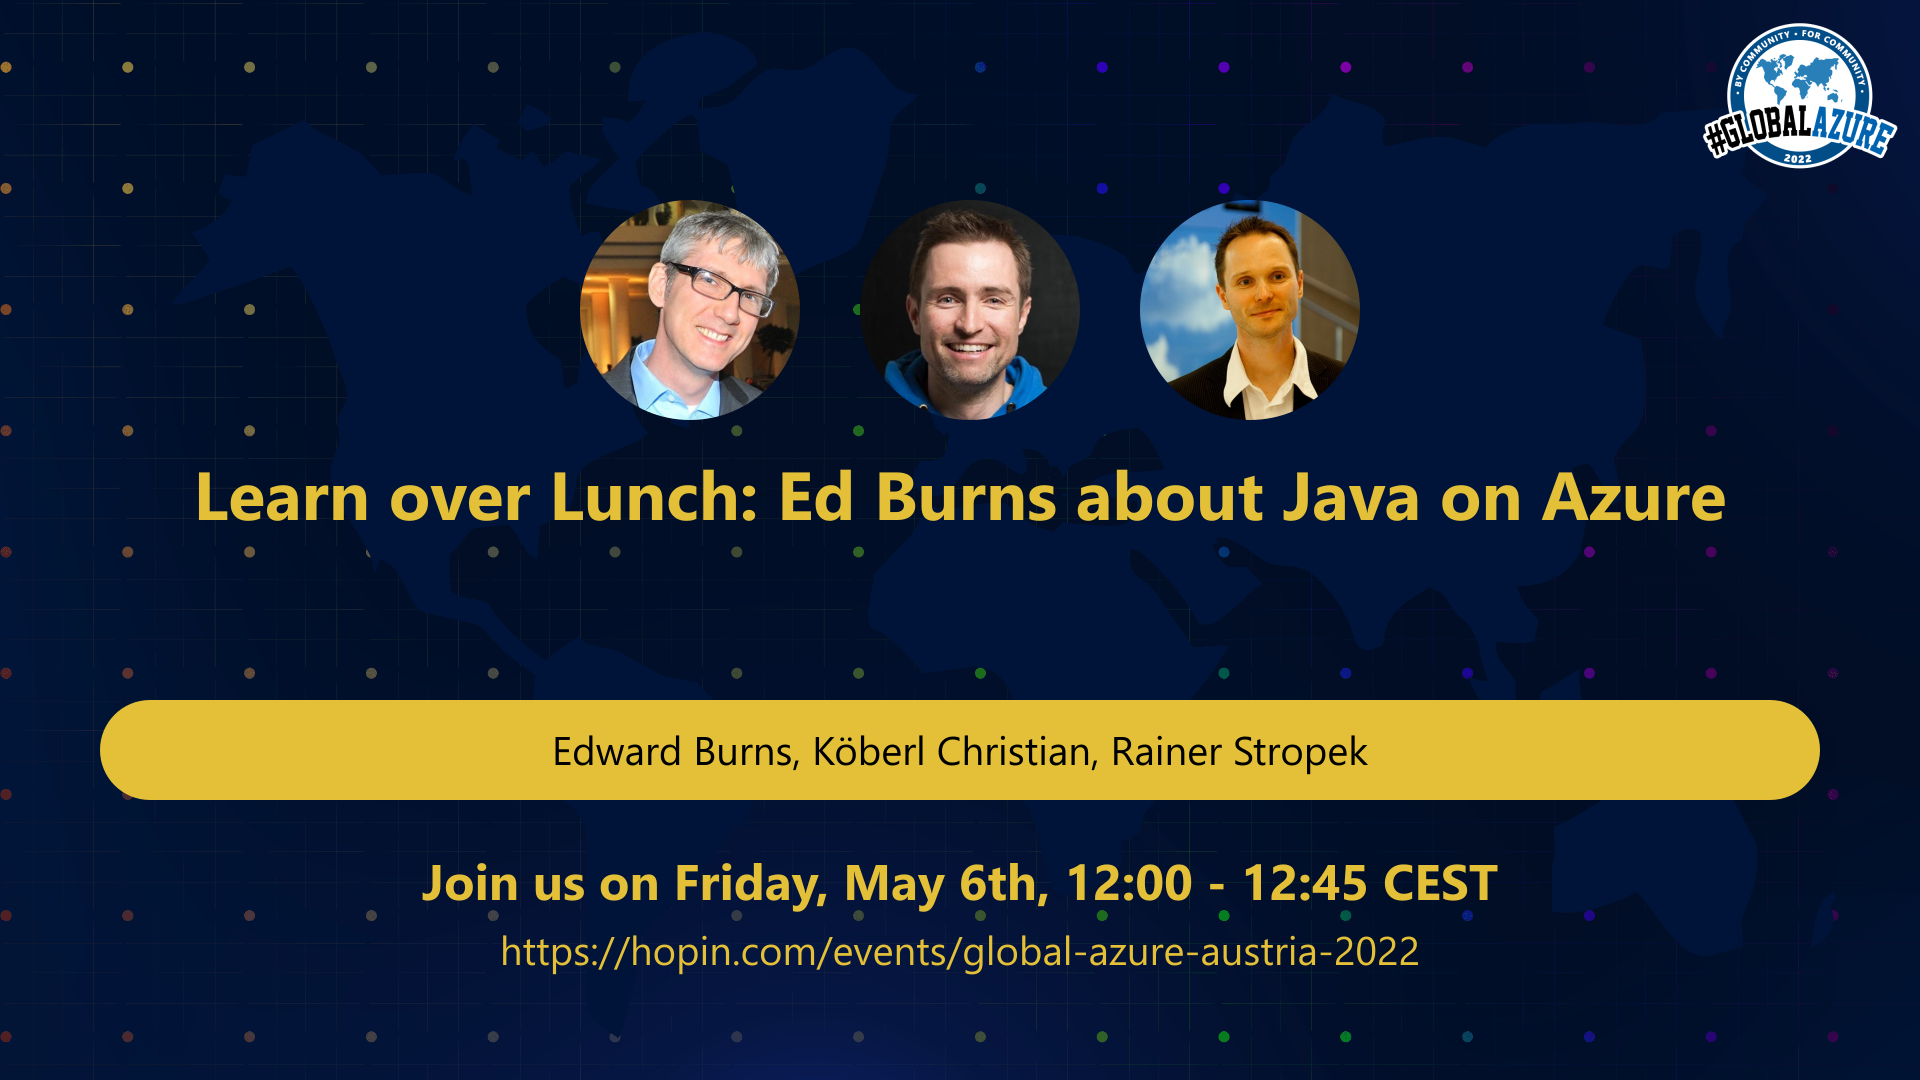 • BY COMMUNITY • FOR COMMUNITY •
#GLOBALAZURE
2022
Learn over Lunch: Ed Burns about Java on Azure
Edward Burns, Köberl Christian, Rainer Stropek
Join us on Friday, May 6th, 12:00 - 12:45 CEST
https://hopin.com/events/global-azure-austria-2022